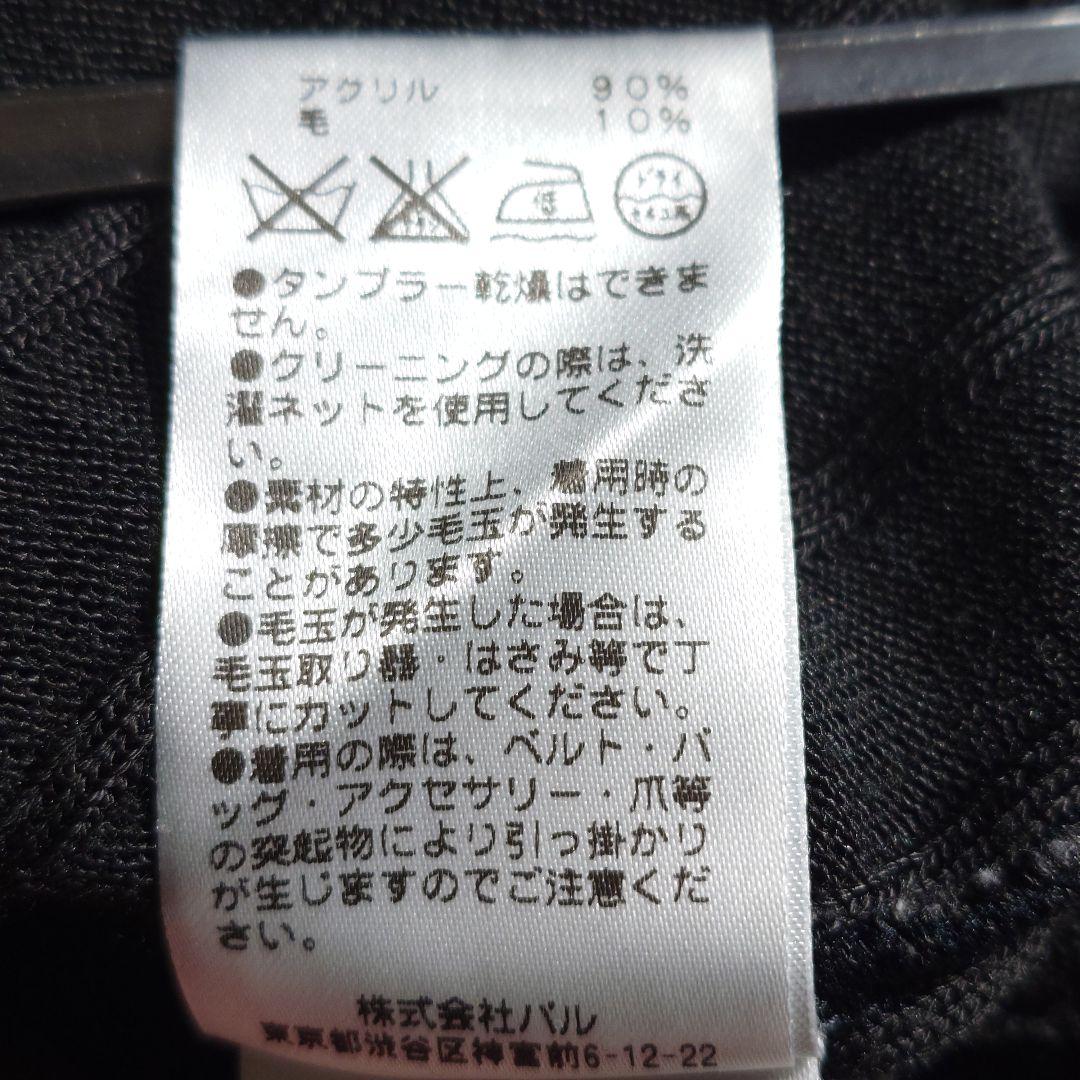 アクリル 90%
毛 10%
低
ドライ
セキユ系
●タンブラー乾燥はできま
せん。
●クリーニングの際は、洗
濯ネットを使用してくださ
い。
●素材の特性上、着用時の
摩擦で多少毛玉が発生する
ことがあります。
●毛玉が発生した場合は、
毛玉取り器・はさみ等で丁
寧にカットしてください。
●着用の際は、ベルト・バ
ッグ・アクセサリー・爪等
の突起物により引っ掛かり
が生じますのでご注意くだ
さい。
株式会社パル
東京都渋谷区神宮前6-12-22